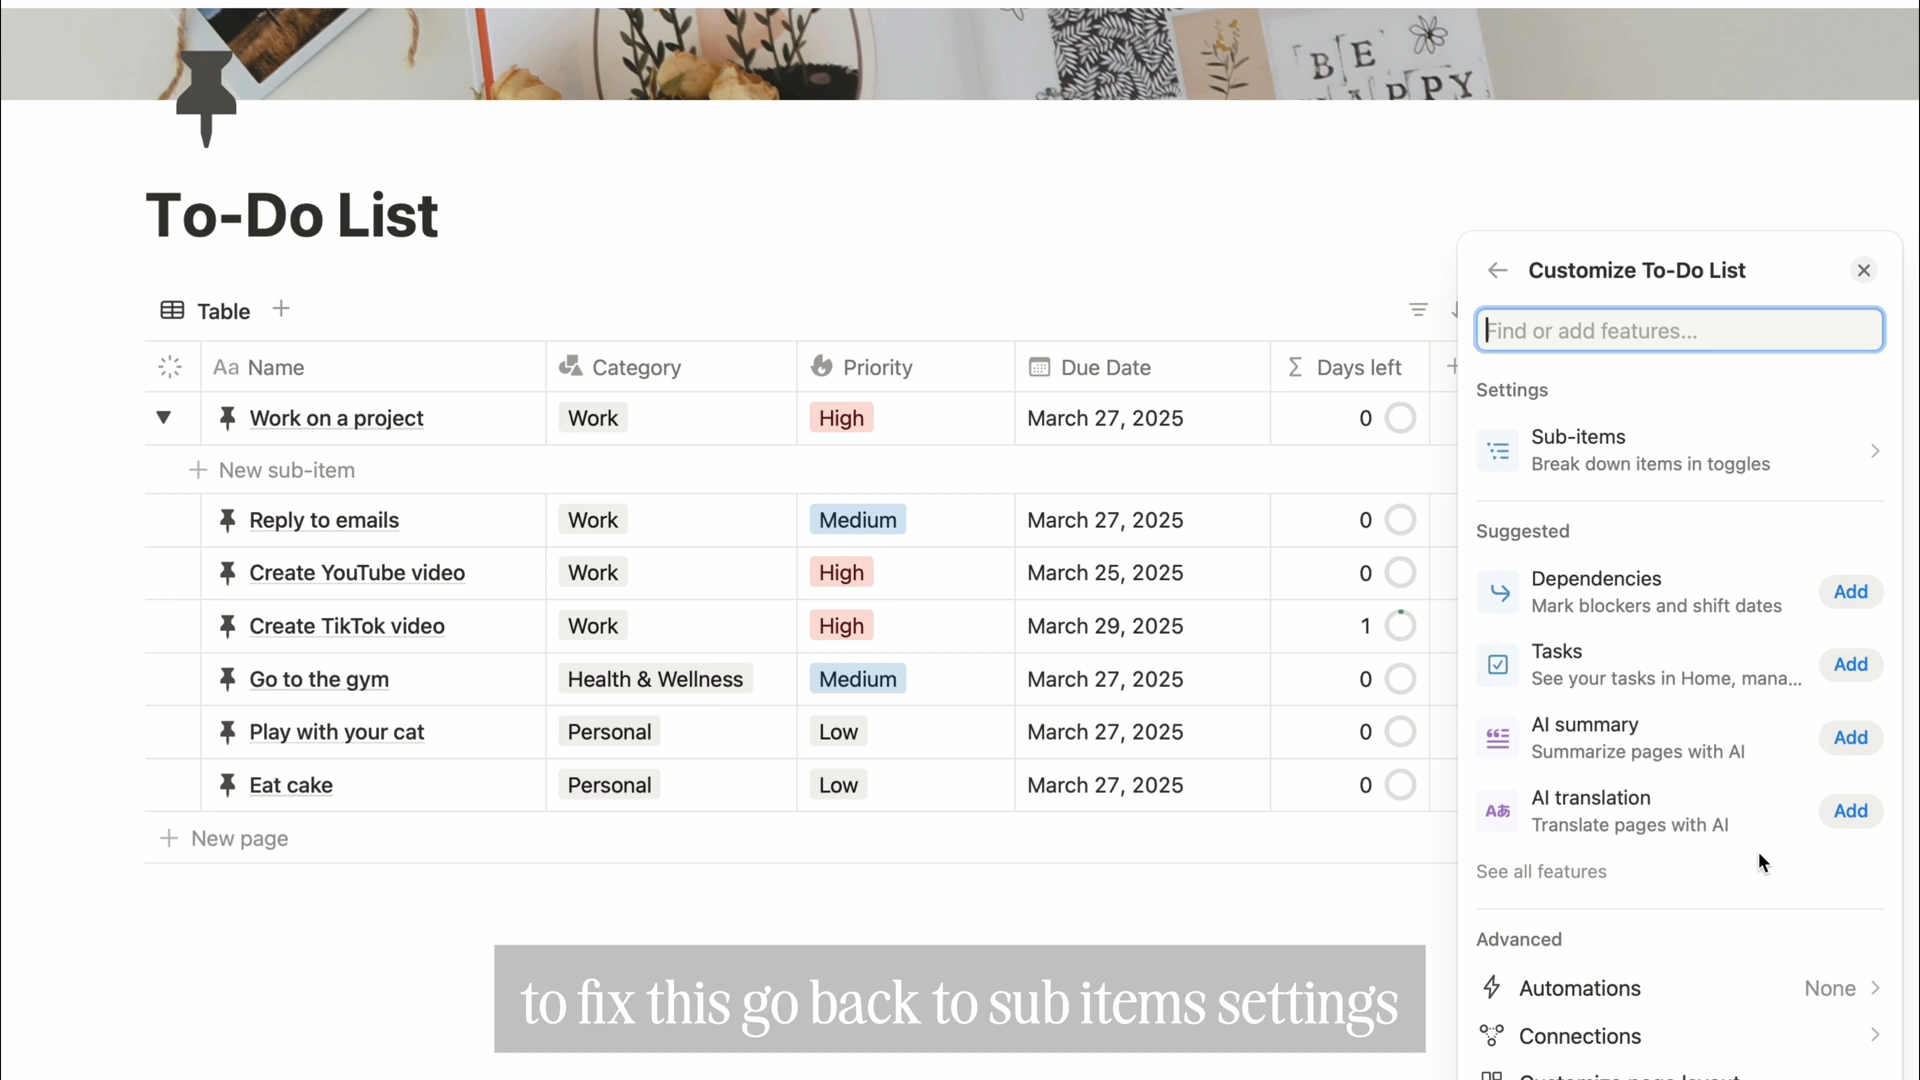 BE
HAPPY
To-Do List
Table
Aa Name Category Priority Due Date Σ Days left
Work on a project Work High March 27, 2025 0
New sub-item
Reply to emails Work Medium March 27, 2025 0
Create YouTube video Work High March 25, 2025 0
Create TikTok video Work High March 29, 2025 1
Go to the gym Health & Wellness Medium March 27, 2025 0
Play with your cat Personal Low March 27, 2025 0
Eat cake Personal Low March 27, 2025 0
New page
Customize To-Do List
Find or add features...
Settings
Sub-items
Break down items in toggles
Suggested
Dependencies
Mark blockers and shift dates
Add
Tasks
See your tasks in Home, mana...
Add
AI summary
Summarize pages with AI
Add
Aあ
AI translation
Translate pages with AI
Add
See all features
Advanced
Automations None
Connections
Customize page layout
to fix this go back to sub items settings